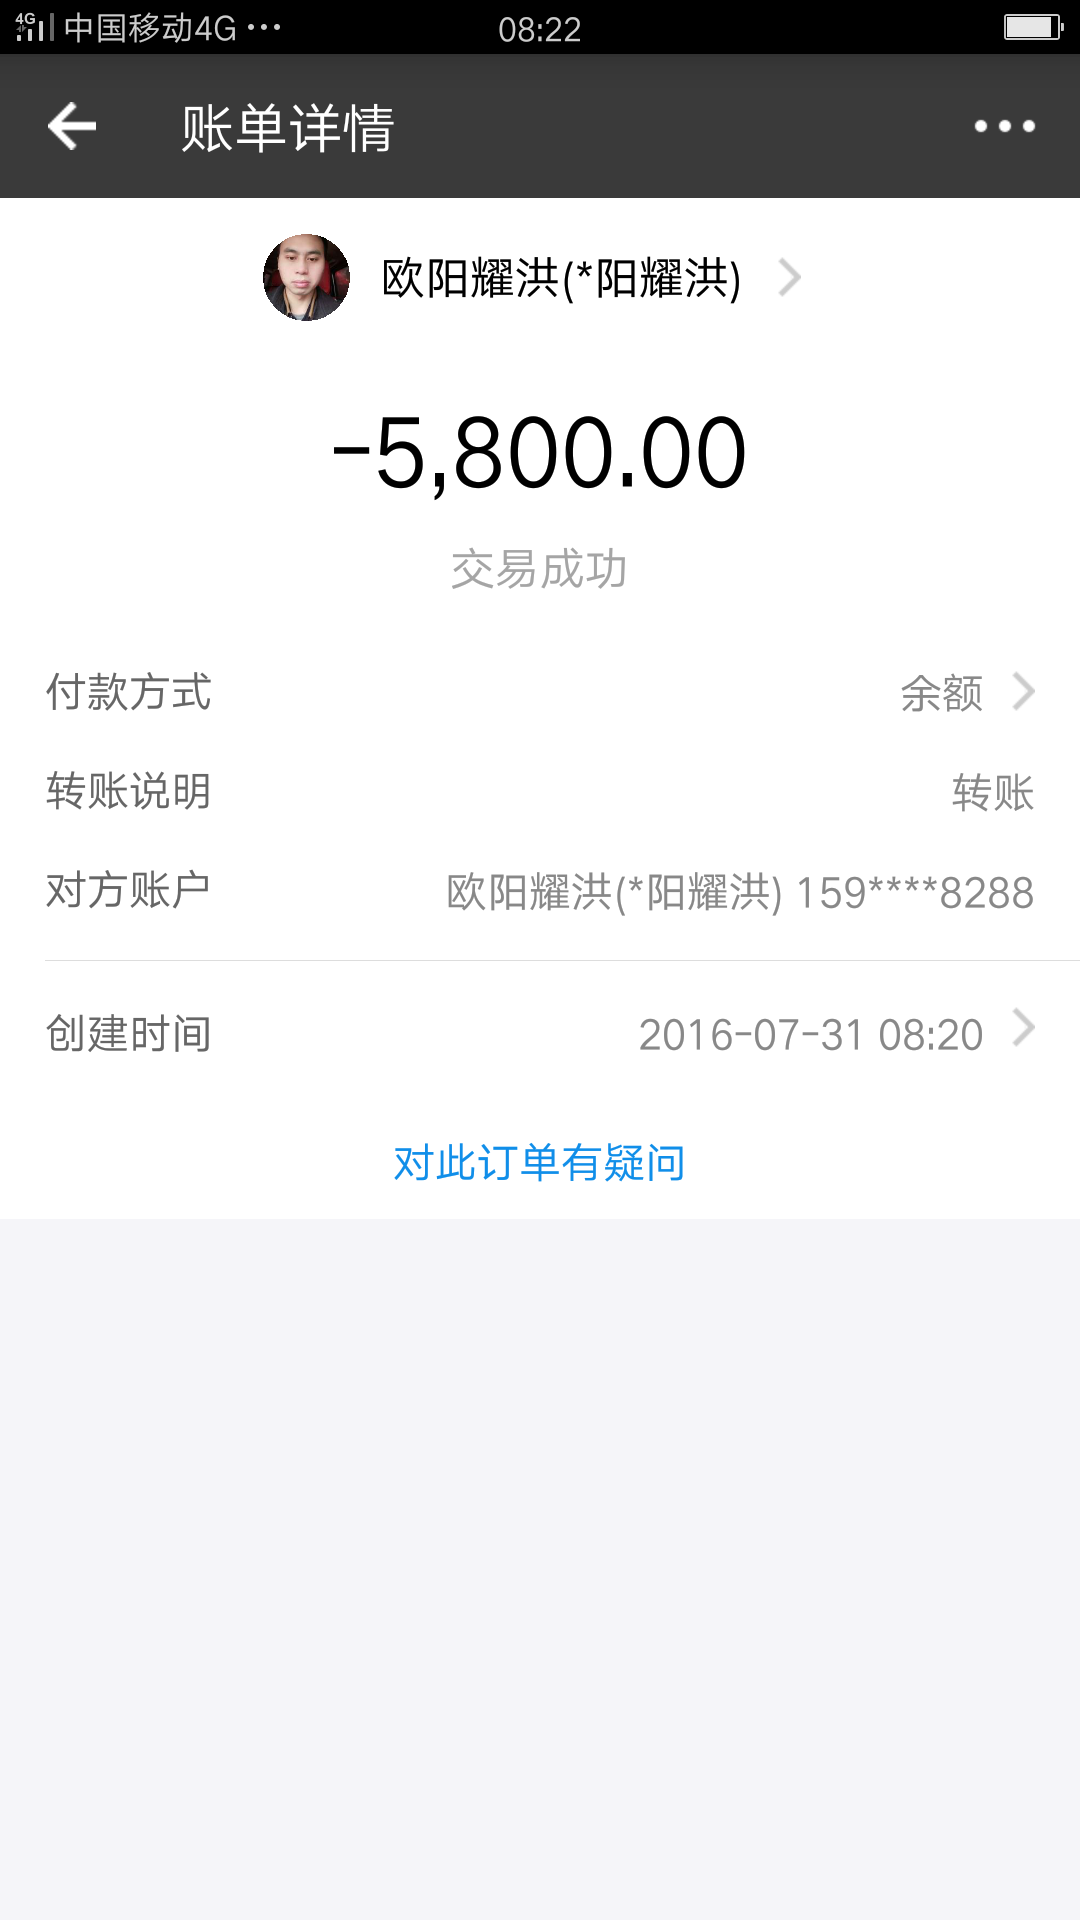 4G 中国移动4G ··· 08:22
账单详情
欧阳耀洪(*阳耀洪)
-5,800.00
交易成功
付款方式 余额
转账说明 转账
对方账户 欧阳耀洪(*阳耀洪) 159****8288
创建时间 2016-07-31 08:20
对此订单有疑问